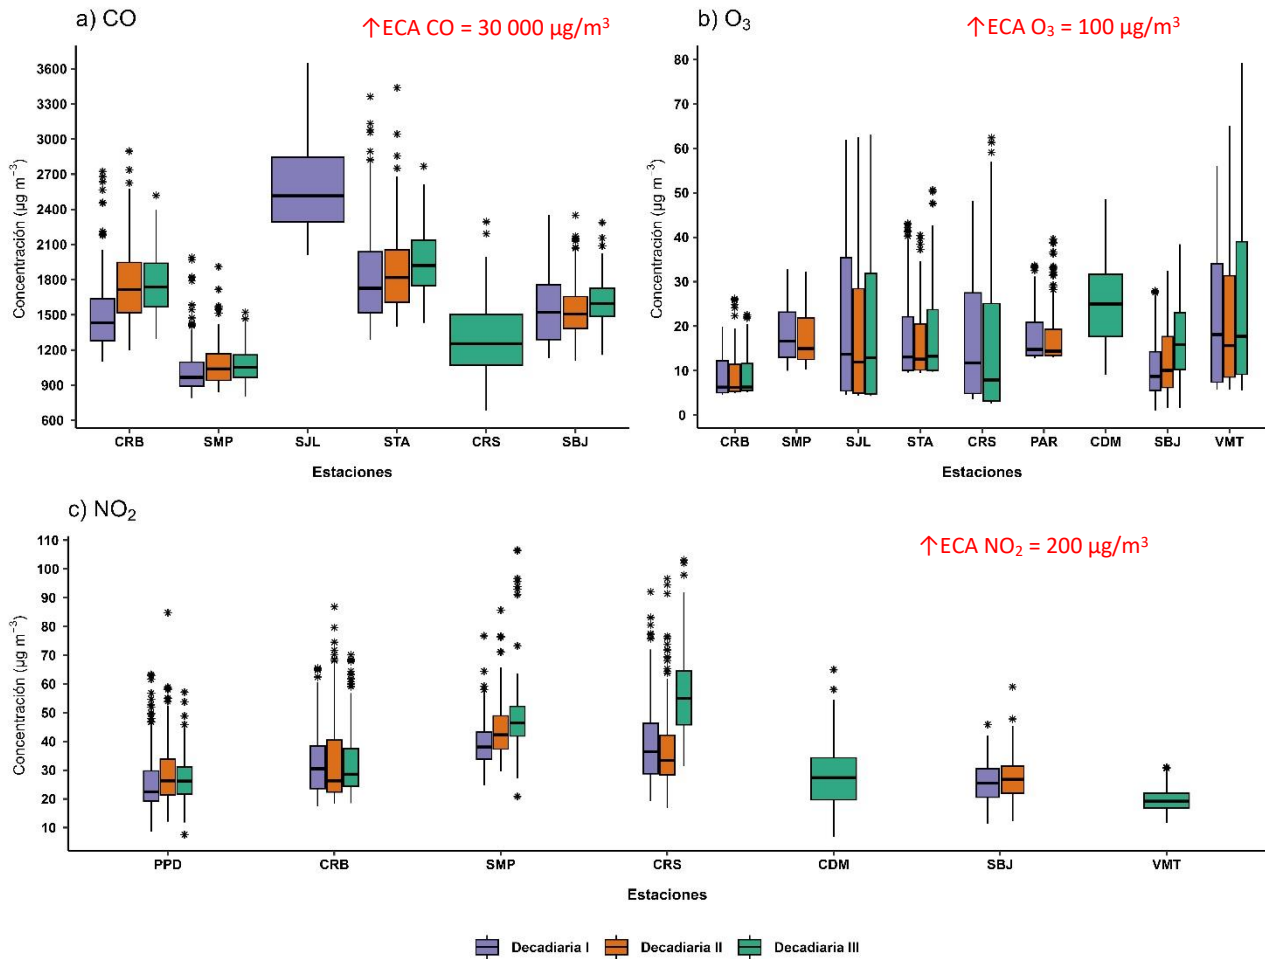 a) CO
↑ECA CO = 30 000 µg/m³
Concentración (µg m⁻³)
3600
3300
3000
2700
2400
2100
1800
1500
1200
900
600
CRB SMP SJL STA CRS SBJ
Estaciones
b) O₃
↑ECA O₃ = 100 µg/m³
Concentración (µg m⁻³)
80
70
60
50
40
30
20
10
0
CRB SMP SJL STA CRS PAR CDM SBJ VMT
Estaciones
c) NO₂
↑ECA NO₂ = 200 µg/m³
Concentración (µg m⁻³)
110
100
90
80
70
60
50
40
30
20
10
PPD CRB SMP CRS CDM SBJ VMT
Estaciones
Decadiaria I Decadiaria II Decadiaria III